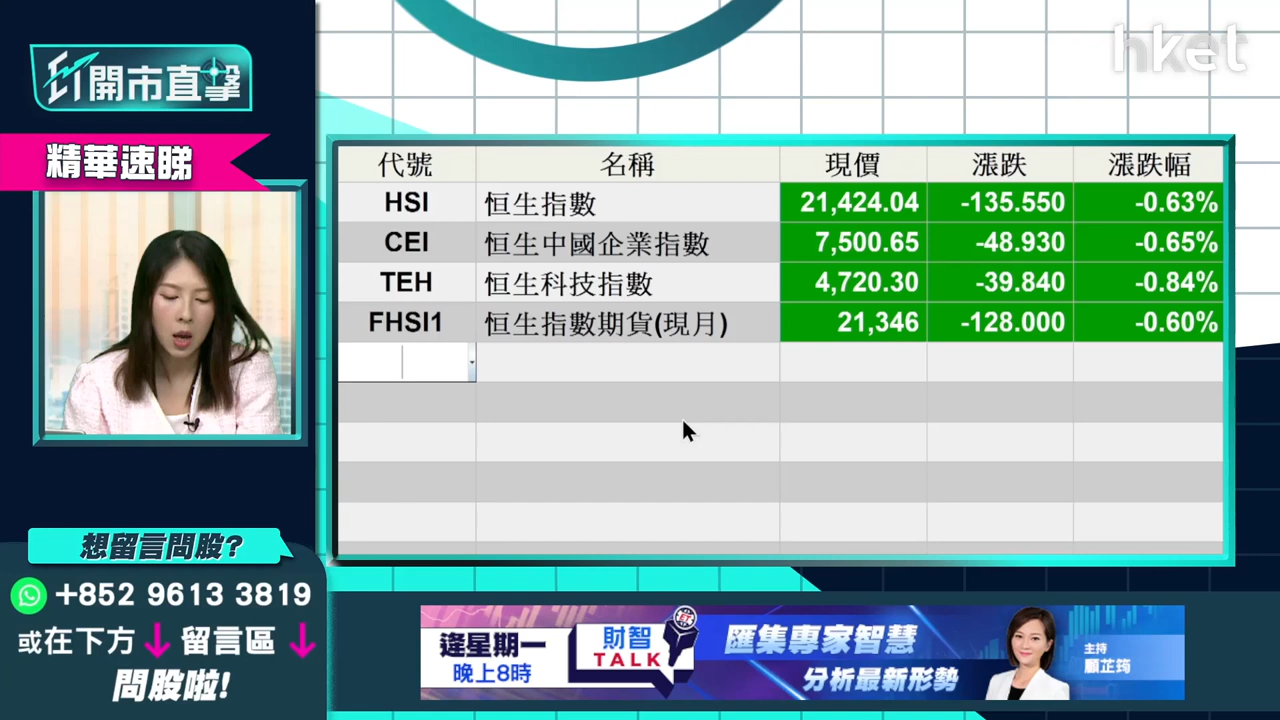 hket
ET開市直擊
精華速睇
代號 名稱 現價 漲跌 漲跌幅
HSI 恒生指數 21,424.04 -135.550 -0.63%
CEI 恒生中國企業指數 7,500.65 -48.930 -0.65%
TEH 恒生科技指數 4,720.30 -39.840 -0.84%
FHSI1 恒生指數期貨(現月) 21,346 -128.000 -0.60%
想留言問股?
+852 9613 3819
或在下方↓留言區↓
問股啦!
逢星期一
晚上8時
財智
TALK
匯集專家智慧
分析最新形勢
主持
顧芷筠